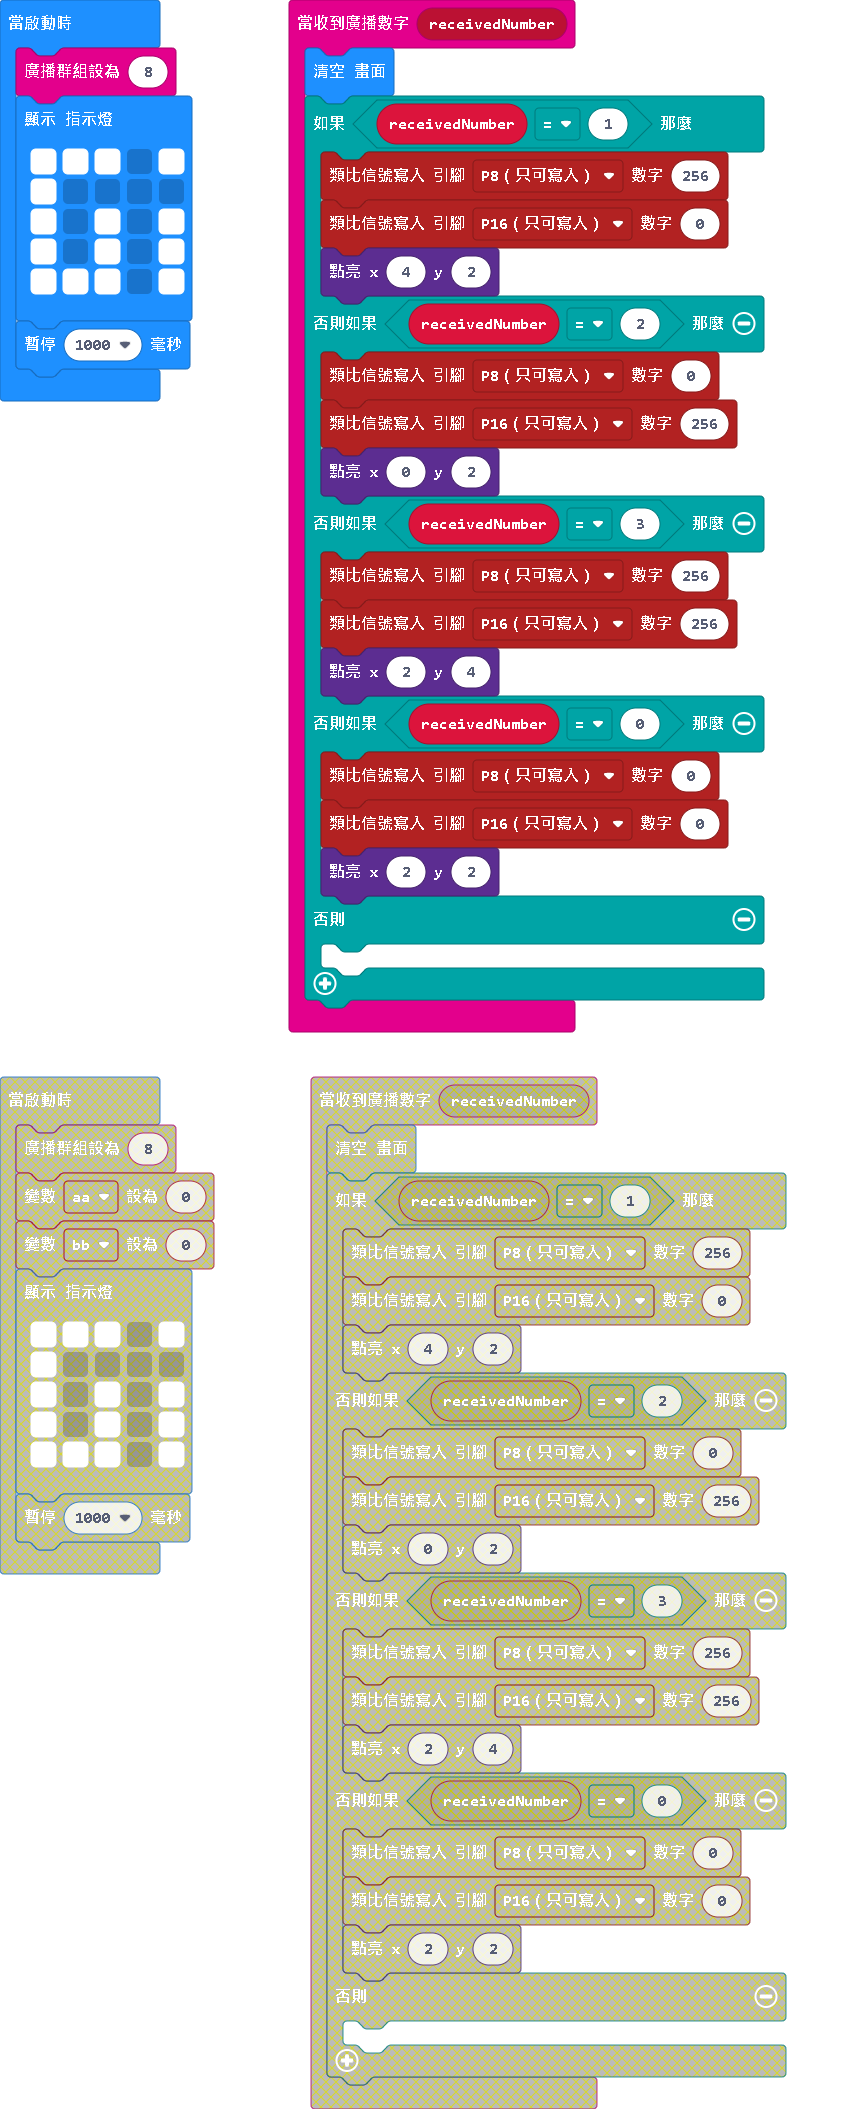 當啟動時
廣播群組設為 8
顯示 指示燈
暫停 1000 毫秒
當收到廣播數字 receivedNumber
清空 畫面
如果 receivedNumber = 1 那麼
類比信號寫入 引腳 P8 ( 只可寫入 ) 數字 256
類比信號寫入 引腳 P16 ( 只可寫入 ) 數字 0
點亮 x 4 y 2
否則如果 receivedNumber = 2 那麼
類比信號寫入 引腳 P8 ( 只可寫入 ) 數字 0
類比信號寫入 引腳 P16 ( 只可寫入 ) 數字 256
點亮 x 0 y 2
否則如果 receivedNumber = 3 那麼
類比信號寫入 引腳 P8 ( 只可寫入 ) 數字 256
類比信號寫入 引腳 P16 ( 只可寫入 ) 數字 256
點亮 x 2 y 4
否則如果 receivedNumber = 0 那麼
類比信號寫入 引腳 P8 ( 只可寫入 ) 數字 0
類比信號寫入 引腳 P16 ( 只可寫入 ) 數字 0
點亮 x 2 y 2
否則
當啟動時
廣播群組設為 8
變數 aa 設為 0
變數 bb 設為 0
顯示 指示燈
暫停 1000 毫秒
當收到廣播數字 receivedNumber
清空 畫面
如果 receivedNumber = 1 那麼
類比信號寫入 引腳 P8 ( 只可寫入 ) 數字 256
類比信號寫入 引腳 P16 ( 只可寫入 ) 數字 0
點亮 x 4 y 2
否則如果 receivedNumber = 2 那麼
類比信號寫入 引腳 P8 ( 只可寫入 ) 數字 0
類比信號寫入 引腳 P16 ( 只可寫入 ) 數字 256
點亮 x 0 y 2
否則如果 receivedNumber = 3 那麼
類比信號寫入 引腳 P8 ( 只可寫入 ) 數字 256
類比信號寫入 引腳 P16 ( 只可寫入 ) 數字 256
點亮 x 2 y 4
否則如果 receivedNumber = 0 那麼
類比信號寫入 引腳 P8 ( 只可寫入 ) 數字 0
類比信號寫入 引腳 P16 ( 只可寫入 ) 數字 0
點亮 x 2 y 2
否則